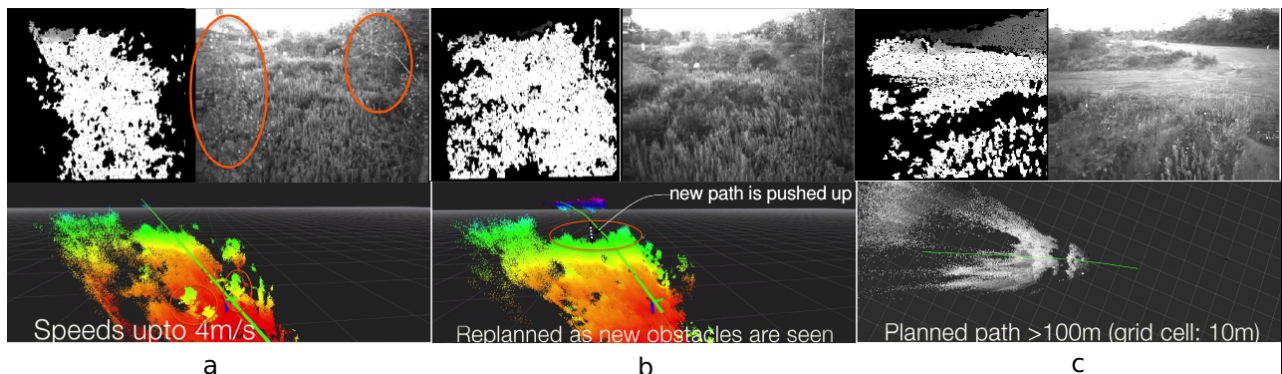 new path is pushed up
Speeds upto 4m/s
Replanned as new obstacles are seen
Planned path >100m (grid cell: 10m)
a
b
c